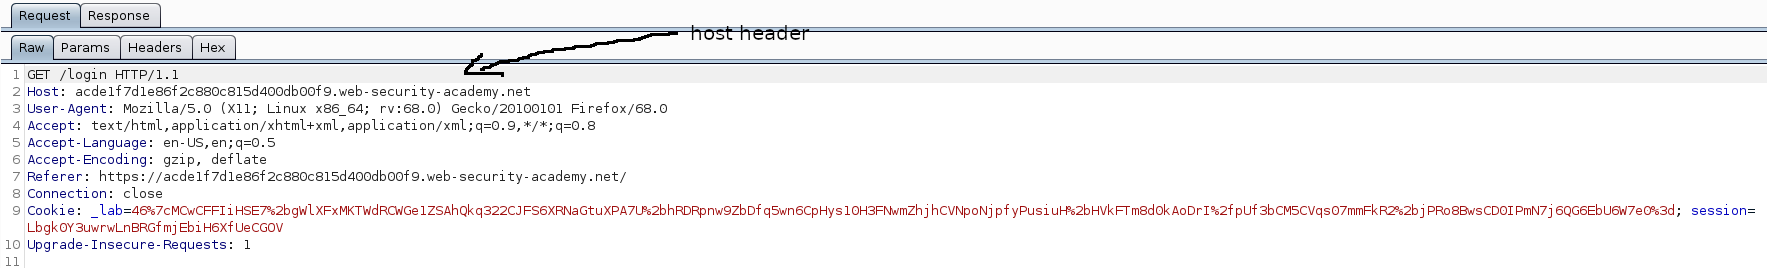 Request Response
host header
Raw Params Headers Hex
1 GET /login HTTP/1.1
2 Host: acde1f7d1e86f2c880c815d400db00f9.web-security-academy.net
3 User-Agent: Mozilla/5.0 (X11; Linux x86_64; rv:68.0) Gecko/20100101 Firefox/68.0
4 Accept: text/html,application/xhtml+xml,application/xml;q=0.9,*/*;q=0.8
5 Accept-Language: en-US,en;q=0.5
6 Accept-Encoding: gzip, deflate
7 Referer: https://acde1f7d1e86f2c880c815d400db00f9.web-security-academy.net/
8 Connection: close
9 Cookie: _lab=46%7cMCwCFFIiHSE7%2bgWlXFxMKTWdRCWGe1ZSAhQkq322CJFS6XRNaGtuXPA7U%2bhRDRpnw9ZbDfq5wn6CpHys10H3FNwmZhjhCVNpoNjpfyPusiuH%2bHVkFTm8d0kAoDrI%2fpUf3bCM5CVqs07mmFkR2%2bjPRo8BwsCD0IPmN7j6QG6EbU6W7e0%3d; session=
Lbgk0Y3uwrwLnBRGfmjEbiH6XfUeCGOV
10 Upgrade-Insecure-Requests: 1
11